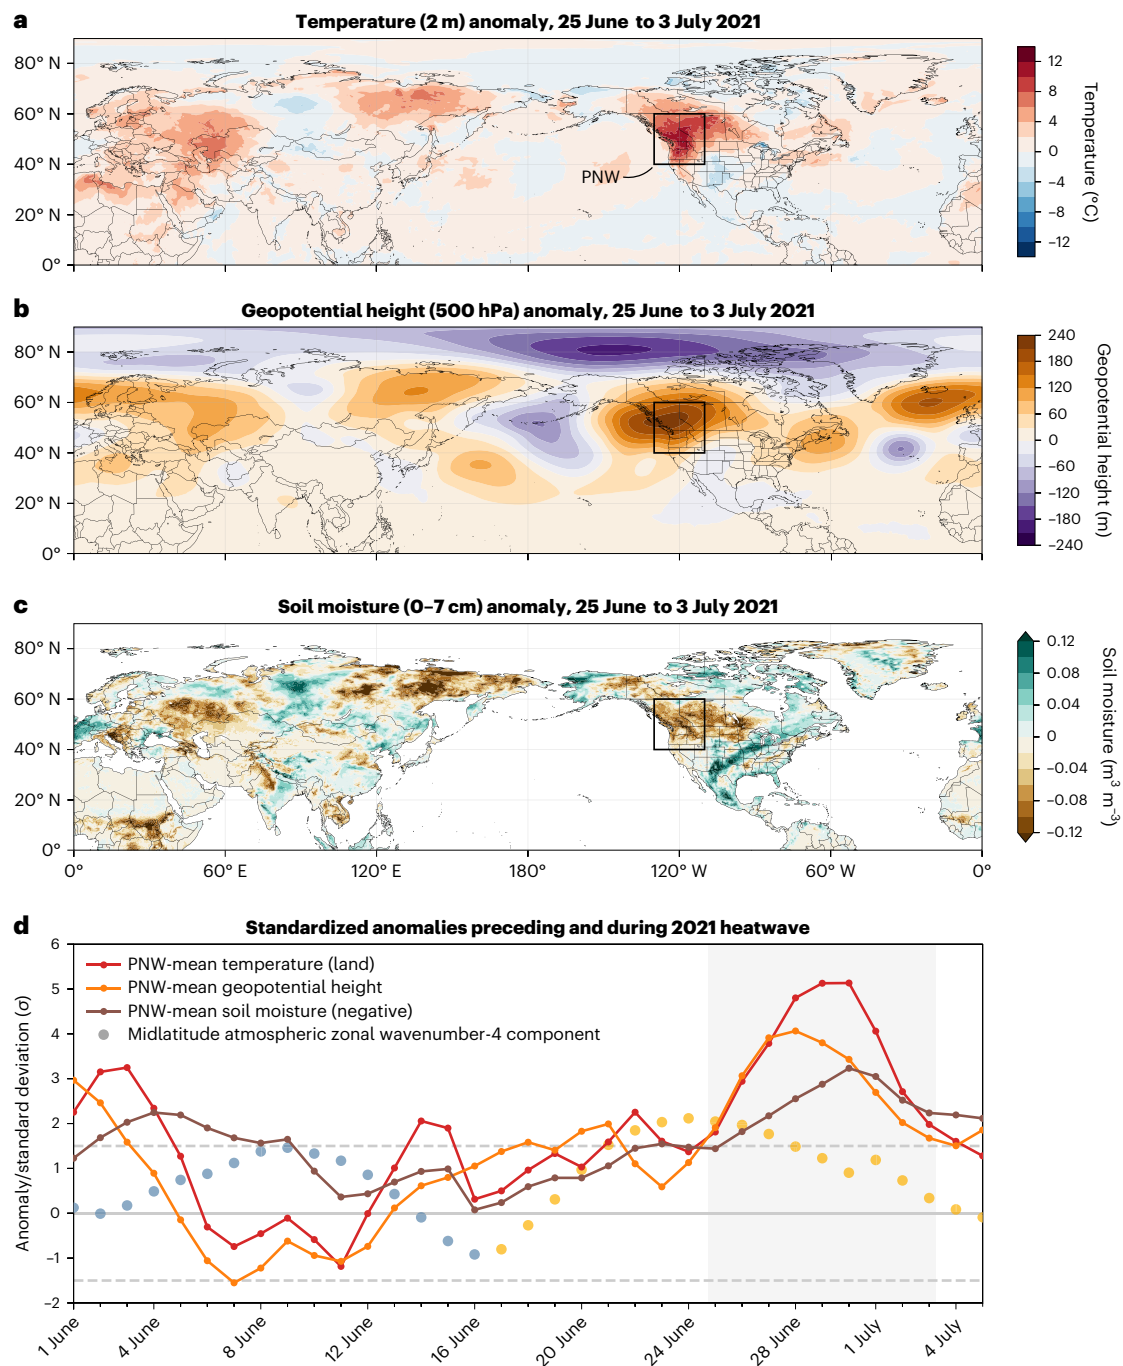 a
Temperature (2 m) anomaly, 25 June to 3 July 2021
80° N
60° N
40° N
20° N
0°
PNW
12
8
4
0
−4
−8
−12
Temperature (°C)
b
Geopotential height (500 hPa) anomaly, 25 June to 3 July 2021
80° N
60° N
40° N
20° N
0°
240
180
120
60
0
−60
−120
−180
−240
Geopotential height (m)
c
Soil moisture (0–7 cm) anomaly, 25 June to 3 July 2021
80° N
60° N
40° N
20° N
0°
0° 60° E 120° E 180° 120° W 60° W 0°
0.12
0.08
0.04
0
−0.04
−0.08
−0.12
Soil moisture (m³ m⁻³)
d
Standardized anomalies preceding and during 2021 heatwave
Anomaly/standard deviation (σ)
6
5
4
3
2
1
0
−1
−2
PNW-mean temperature (land)
PNW-mean geopotential height
PNW-mean soil moisture (negative)
Midlatitude atmospheric zonal wavenumber-4 component
1 June 4 June 8 June 12 June 16 June 20 June 24 June 28 June 1 July 4 July